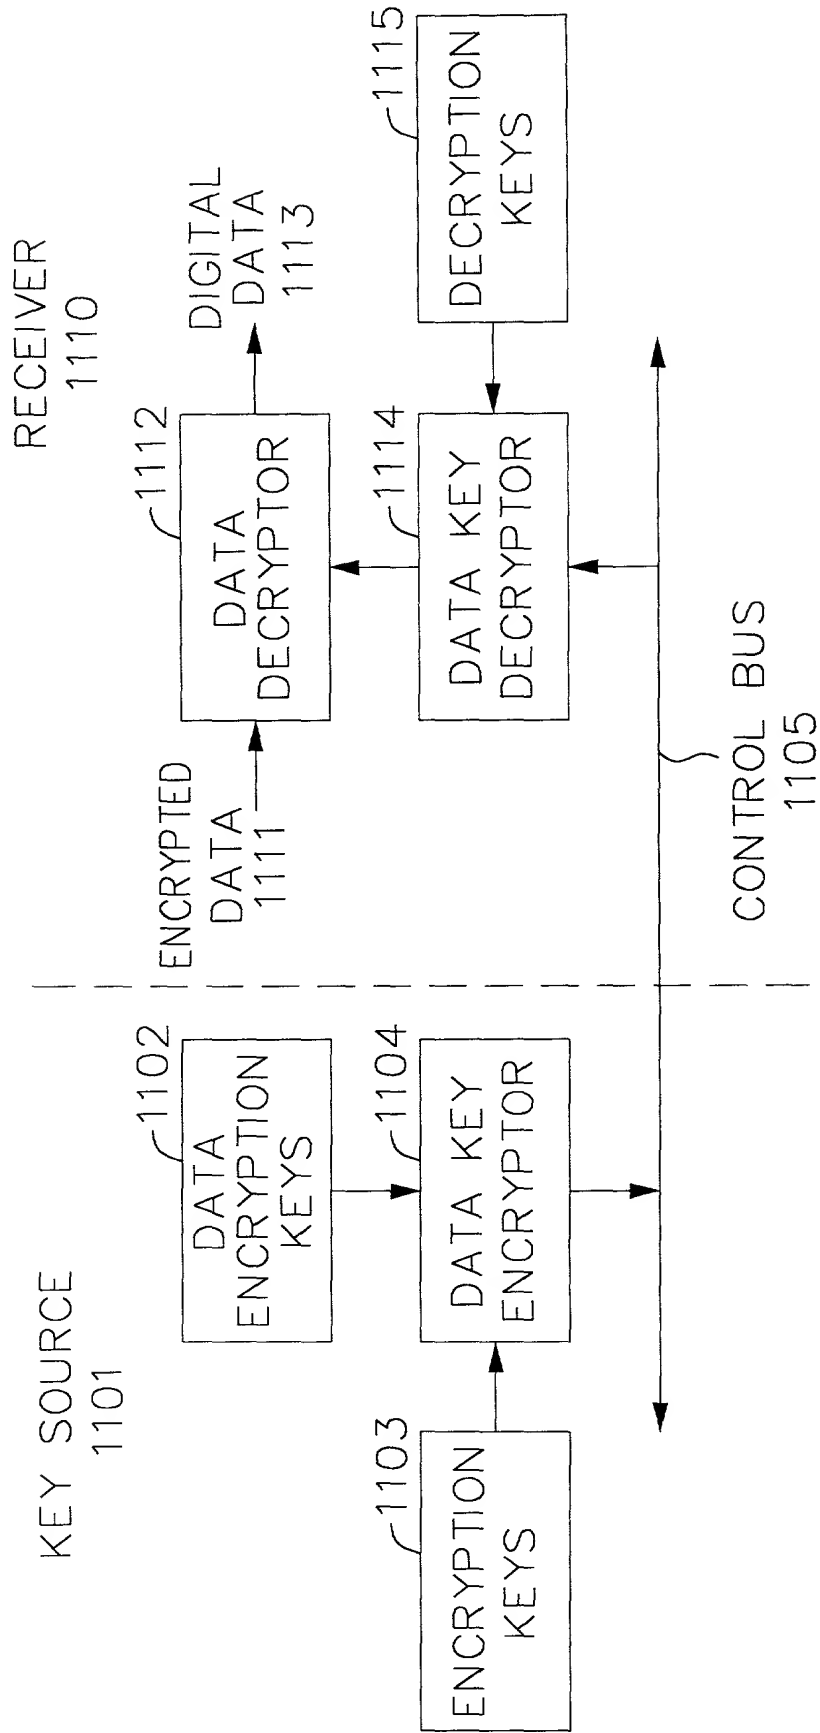 KEY SOURCE
1101
RECEIVER
1110
1102
DATA
ENCRYPTION
KEYS
ENCRYPTED
DATA
1111
1112
DATA
DECRYPTOR
DIGITAL
DATA
1113
1103
ENCRYPTION
KEYS
1104
DATA KEY
ENCRYPTOR
1114
DATA KEY
DECRYPTOR
1115
DECRYPTION
KEYS
CONTROL BUS
1105